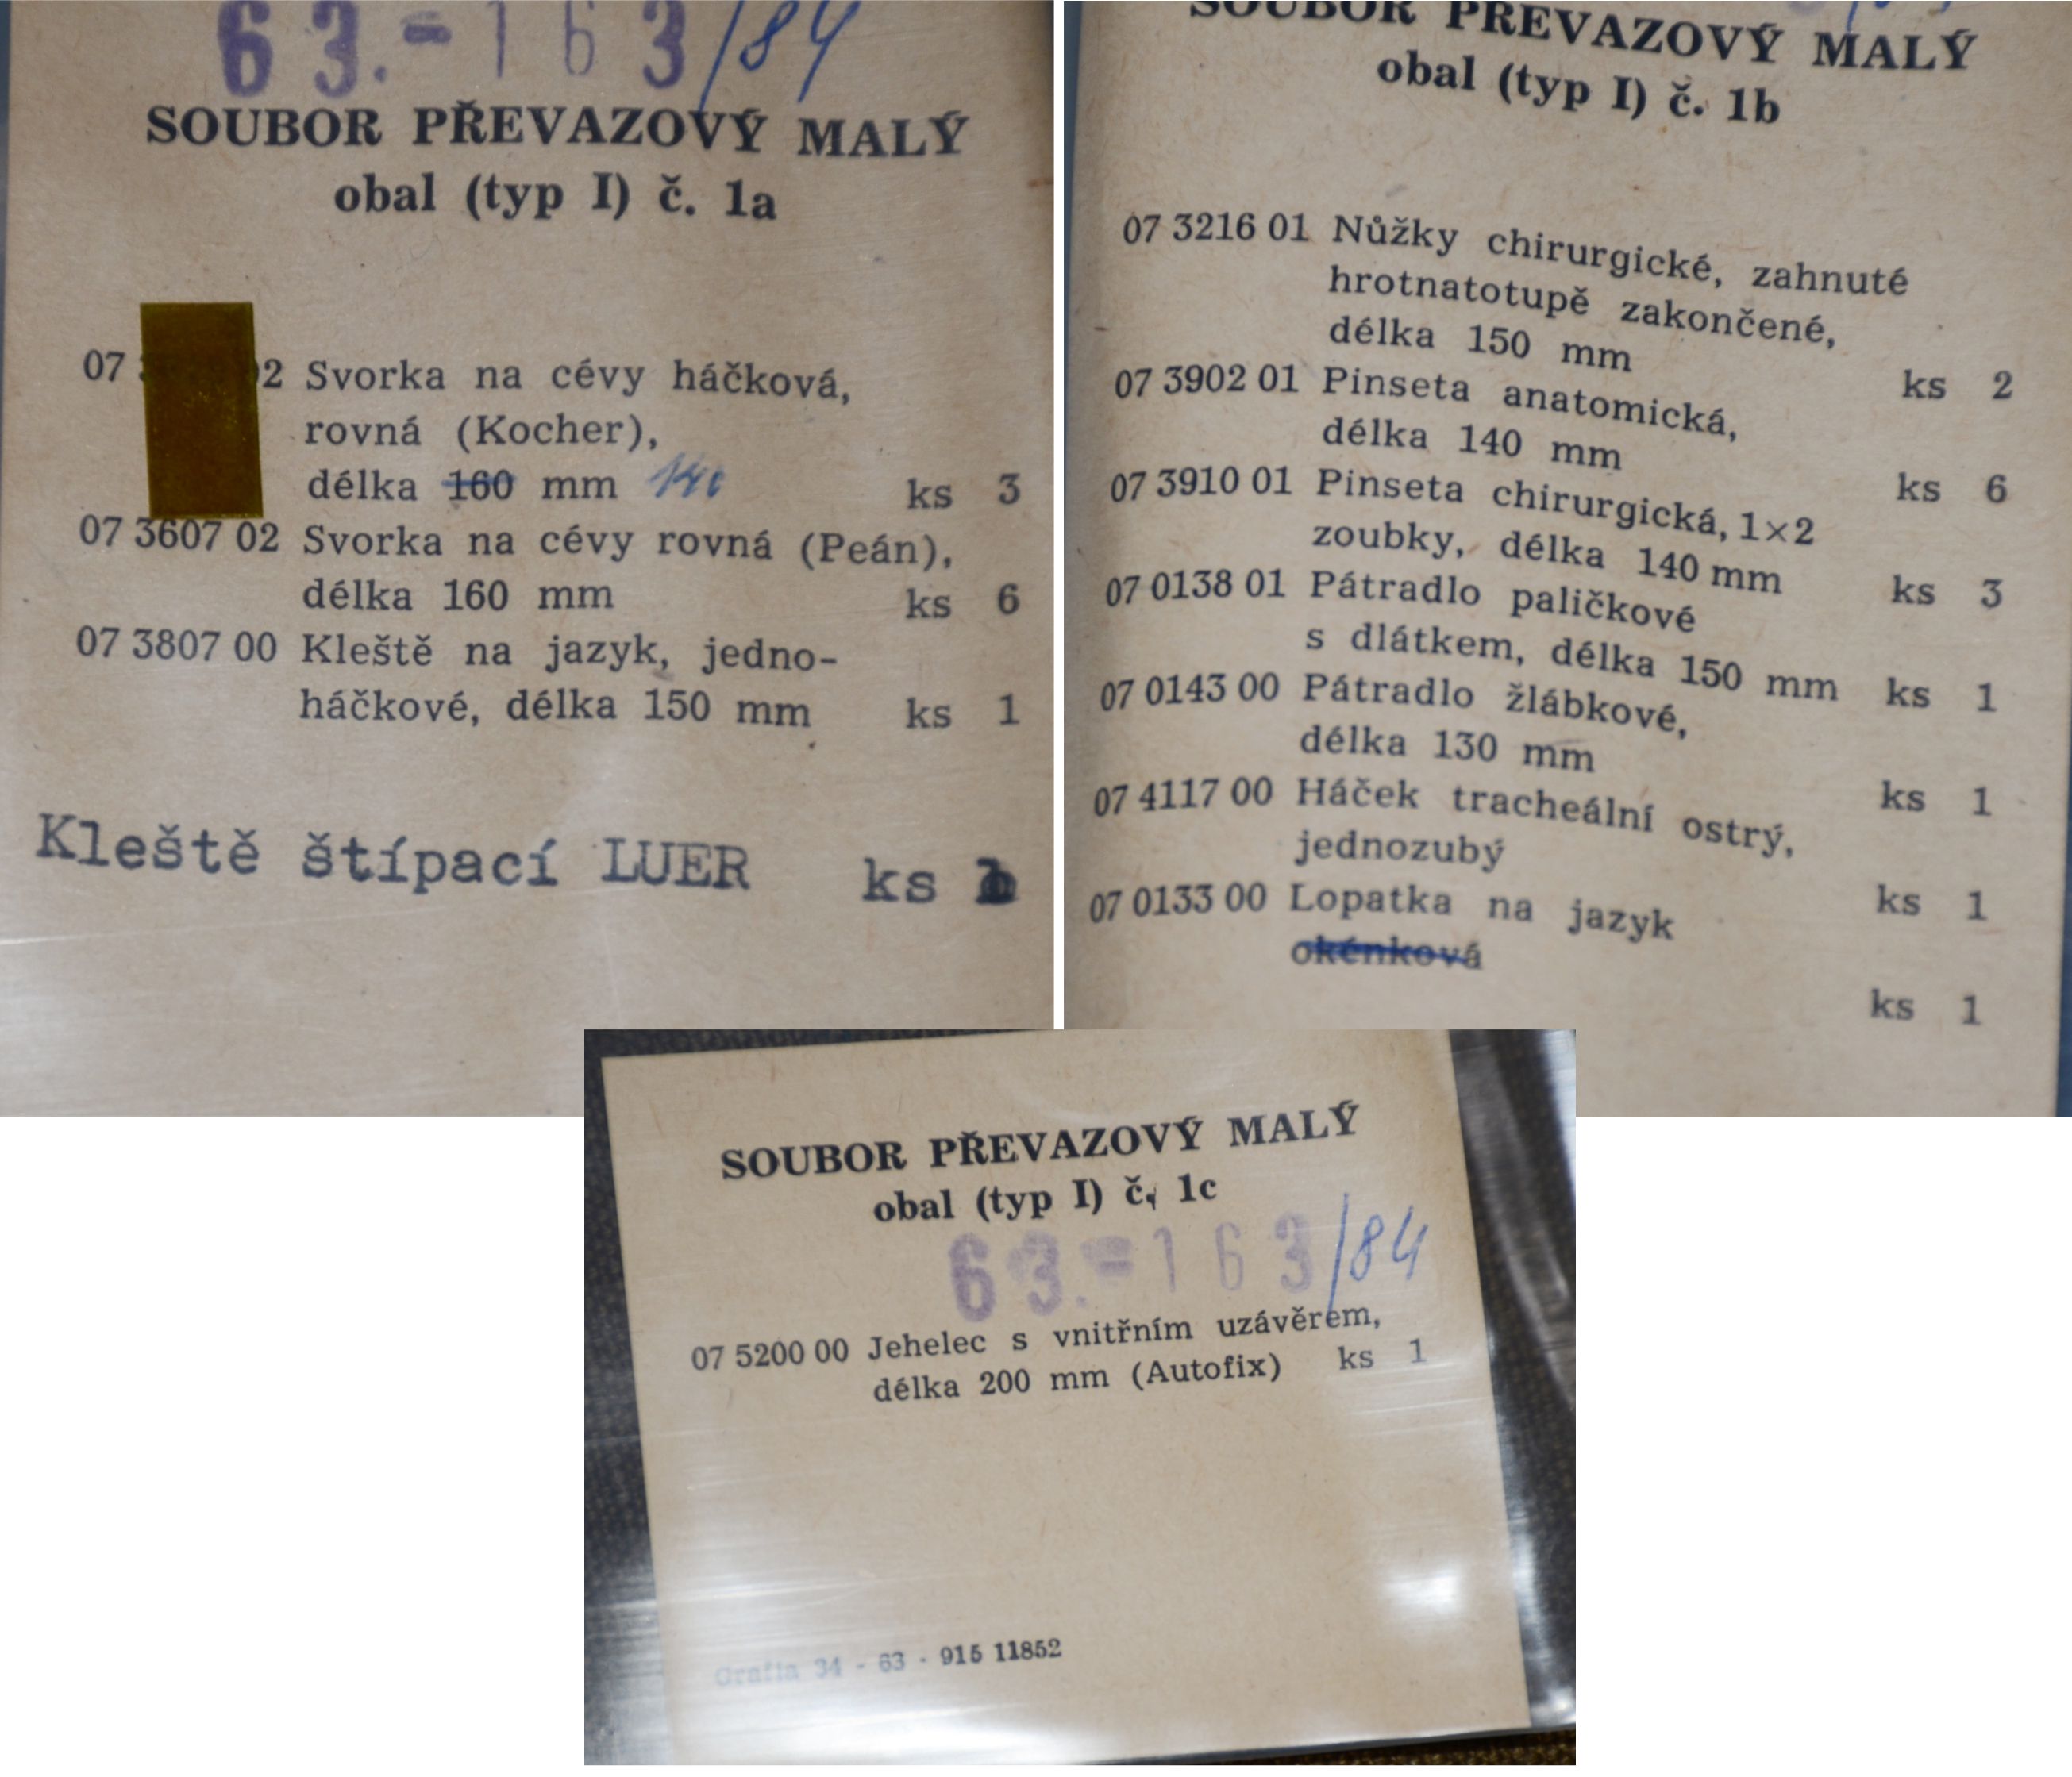 63.-163/84
SOUBOR PŘEVAZOVÝ MALÝ
obal (typ I) č. 1a
07
Svorka na cévy háčková,
rovná (Kocher),
délka 160 mm 140 ks 3
07 3607 02 Svorka na cévy rovná (Peán),
délka 160 mm ks 6
07 3807 00 Kleště na jazyk, jedno-
háčkové, délka 150 mm ks 1
Kleště štípací LUER ks
SOUBOR PŘEVAZOVÝ MALÝ
obal (typ I) č. 1b
07 3216 01 Nůžky chirurgické, zahnuté
hrotnatotupě zakončené,
délka 150 mm ks 2
07 3902 01 Pinseta anatomická,
délka 140 mm ks 6
07 3910 01 Pinseta chirurgická, 1×2
zoubky, délka 140 mm ks 3
07 0138 01 Pátradlo paličkové
s dlátkem, délka 150 mm ks 1
07 0143 00 Pátradlo žlábkové,
délka 130 mm ks 1
07 4117 00 Háček tracheální ostrý,
jednozubý ks 1
07 0133 00 Lopatka na jazyk
okénková
ks 1
SOUBOR PŘEVAZOVÝ MALÝ
obal (typ I) č. 1c
63.-163/84
07 5200 00 Jehelec s vnitřním uzávěrem,
délka 200 mm (Autofix) ks 1
Grafia 34 - 63 - 915 11852